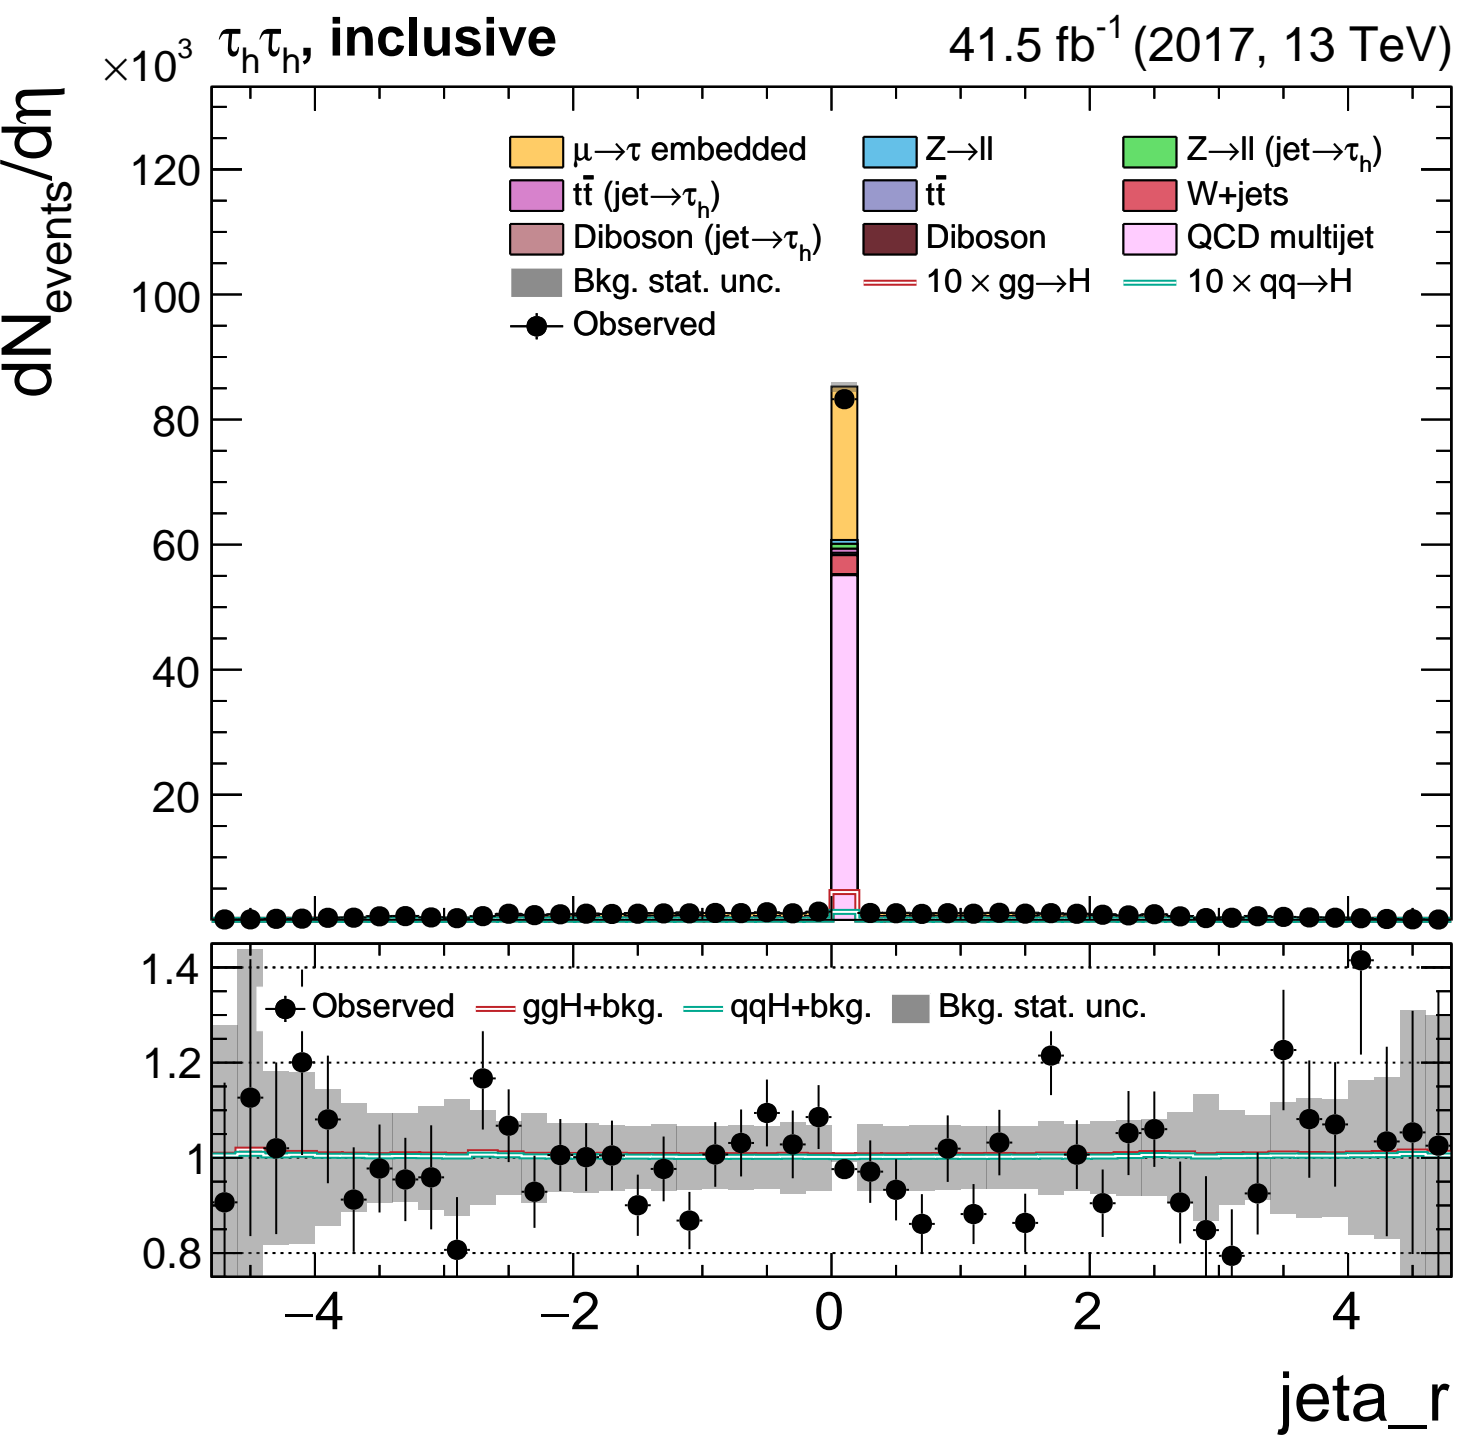 ×10³ τₕτₕ, inclusive 41.5 fb⁻¹ (2017, 13 TeV)
dN_events/dη
μ→τ embedded Z→ll Z→ll (jet→τₕ)
tt̄ (jet→τₕ) tt̄ W+jets
Diboson (jet→τₕ) Diboson QCD multijet
Bkg. stat. unc. 10 × gg→H 10 × qq→H
Observed
120
100
80
60
40
20
1.4
Observed ggH+bkg. qqH+bkg. Bkg. stat. unc.
1.2
1
0.8
−4 −2 0 2 4
jeta_r